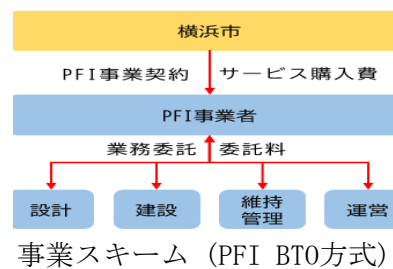 横浜市
PFI事業契約 サービス購入費
PFI事業者
業務委託 委託料
設計 建設 維持管理 運営
事業スキーム（PFI BTO方式）